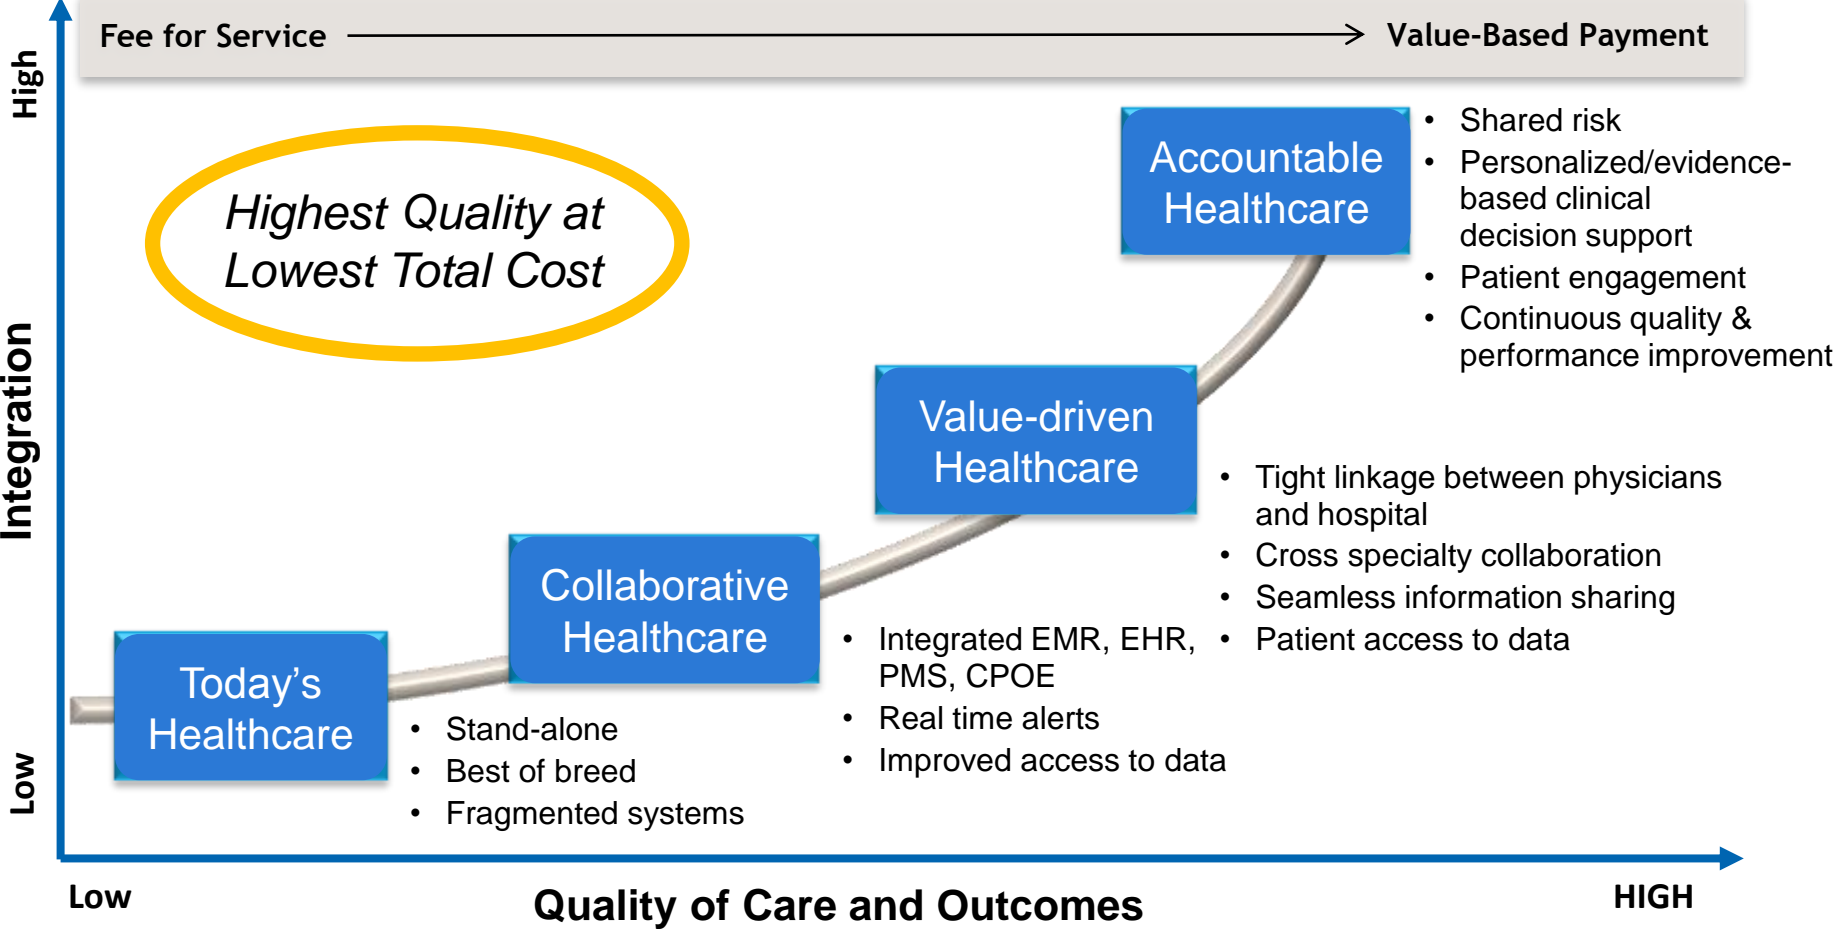 Fee for Service
Value-Based Payment
High
Integration
Low
Highest Quality at
Lowest Total Cost
Accountable
Healthcare
• Shared risk
• Personalized/evidence-
based clinical
decision support
• Patient engagement
• Continuous quality &
performance improvement
Value-driven
Healthcare
• Tight linkage between physicians
and hospital
• Cross specialty collaboration
• Seamless information sharing
• Patient access to data
Collaborative
Healthcare
• Integrated EMR, EHR,
PMS, CPOE
• Real time alerts
• Improved access to data
Today’s
Healthcare
• Stand-alone
• Best of breed
• Fragmented systems
Low
Quality of Care and Outcomes
HIGH